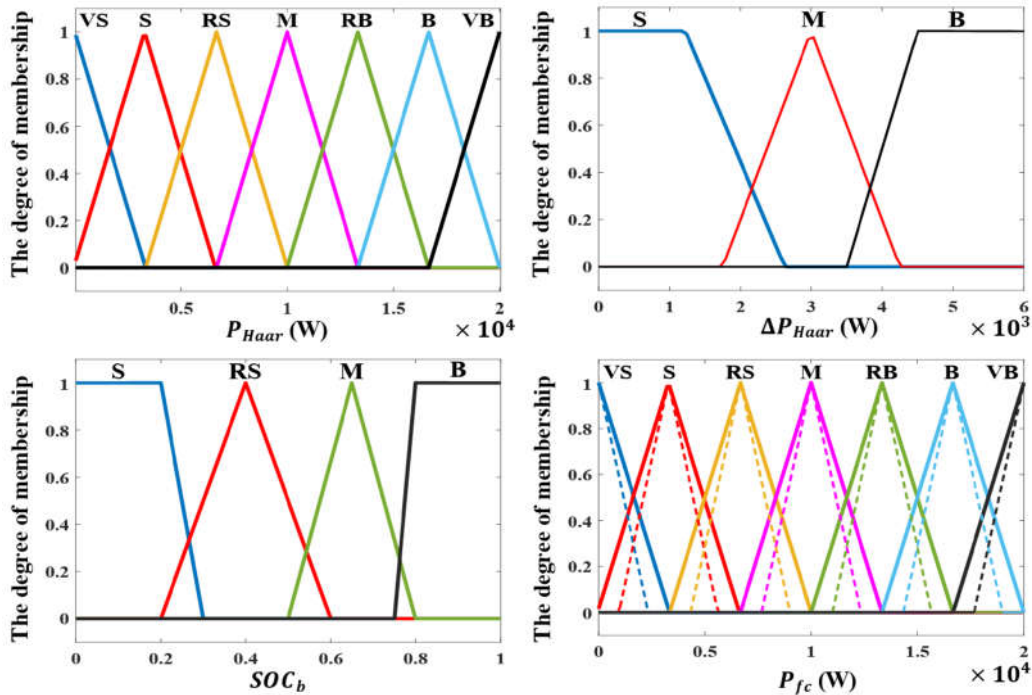 VS S RS M RB B VB
The degree of membership
1
0.8
0.6
0.4
0.2
0
0.5 1 1.5 2
P_Haar (W) × 10^4
S M B
The degree of membership
1
0.8
0.6
0.4
0.2
0
0 1 2 3 4 5 6
ΔP_Haar (W) × 10^3
S RS M B
The degree of membership
1
0.8
0.6
0.4
0.2
0
0 0.2 0.4 0.6 0.8 1
SOC_b
VS S RS M RB B VB
The degree of membership
1
0.8
0.6
0.4
0.2
0
0 0.5 1 1.5 2
P_fc (W) × 10^4